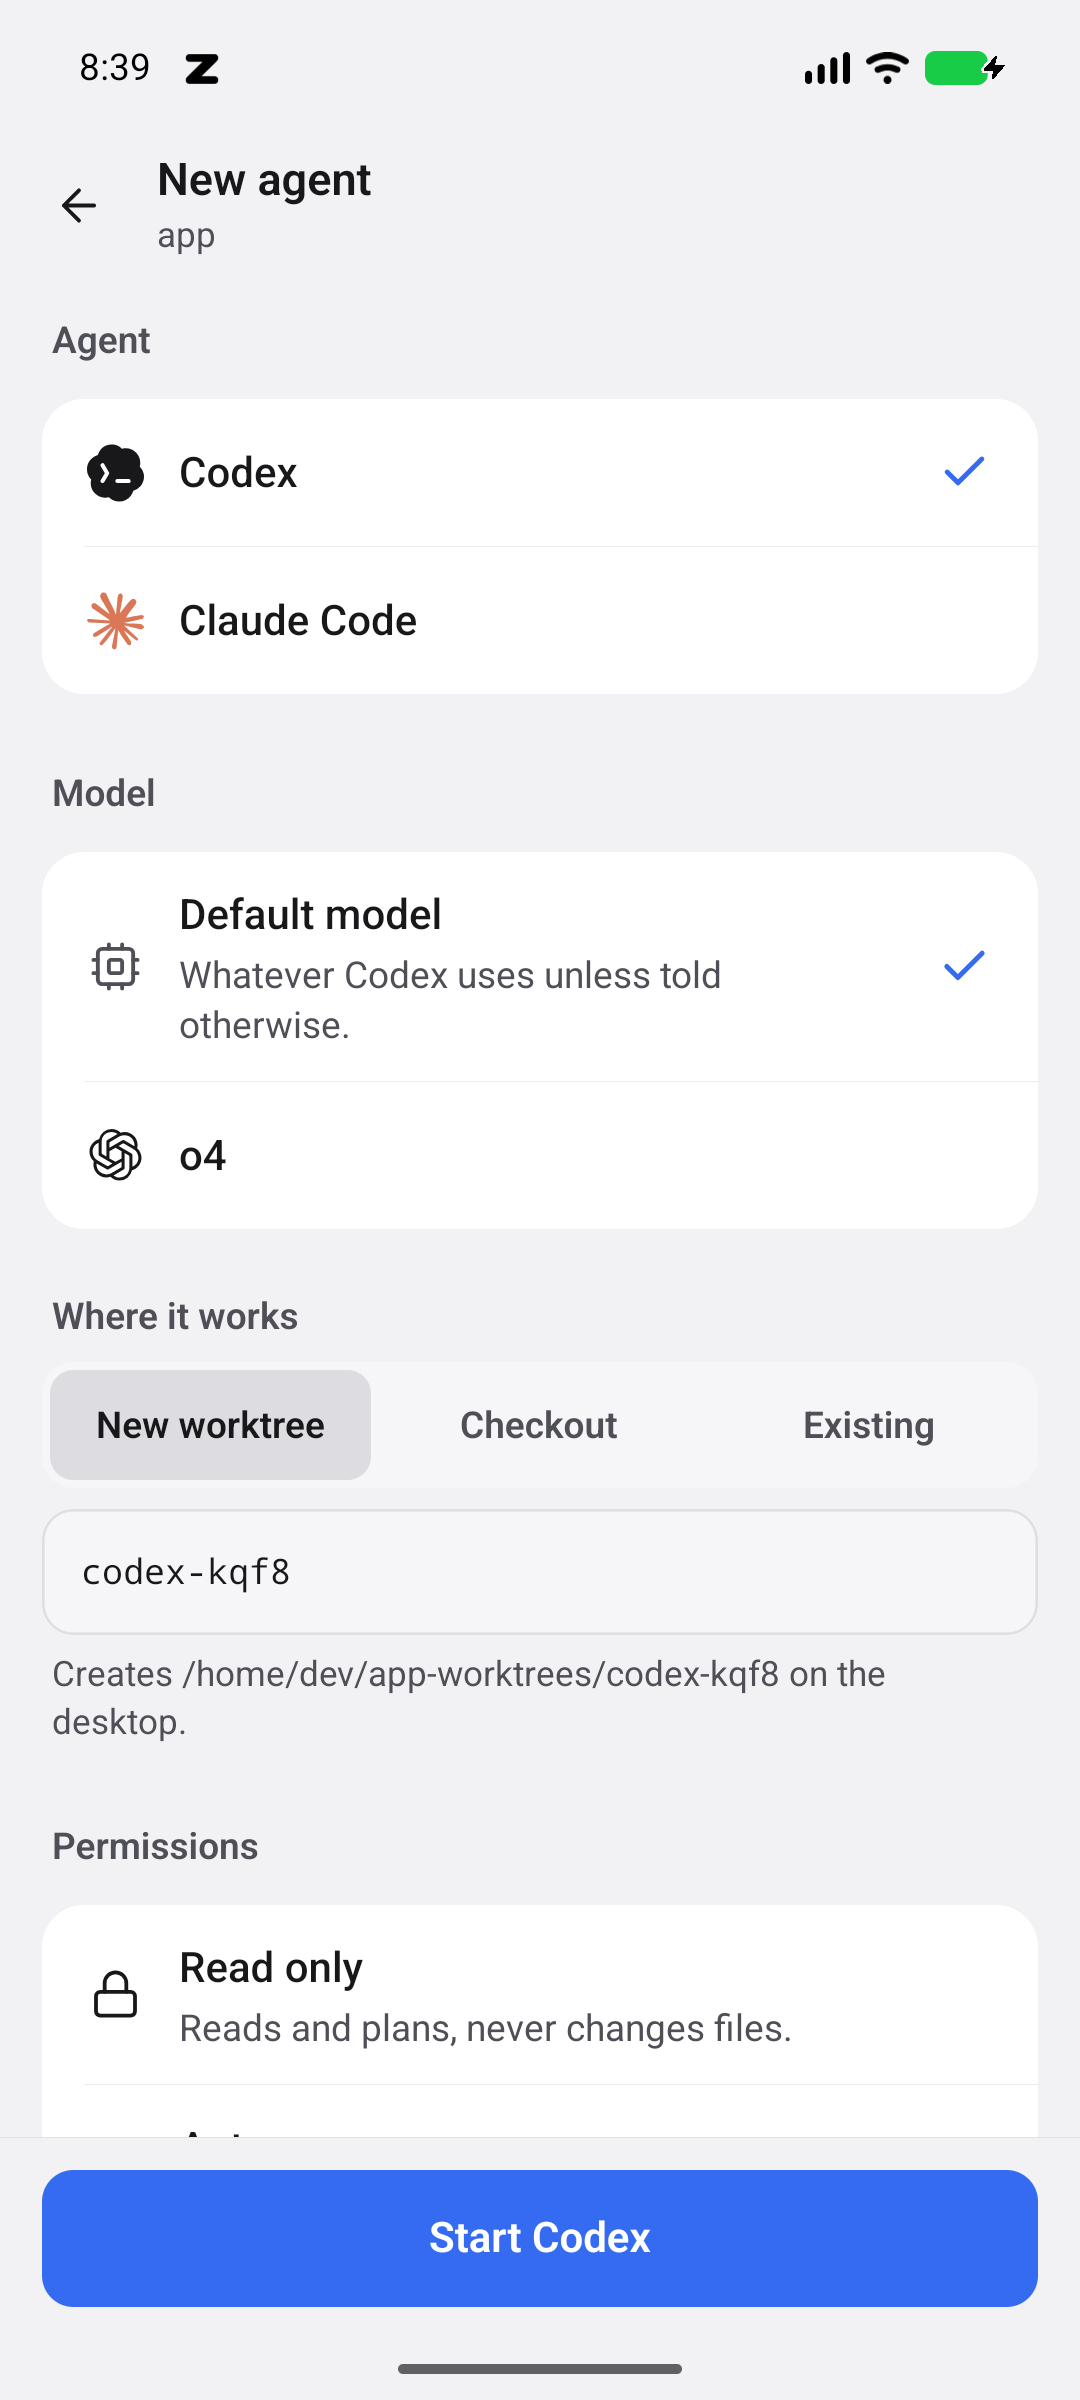 8:39
New agent
app
Agent
Codex
Claude Code
Model
Default model
Whatever Codex uses unless told
otherwise.
o4
Where it works
New worktree
Checkout
Existing
codex-kqf8
Creates /home/dev/app-worktrees/codex-kqf8 on the
desktop.
Permissions
Read only
Reads and plans, never changes files.
Start Codex